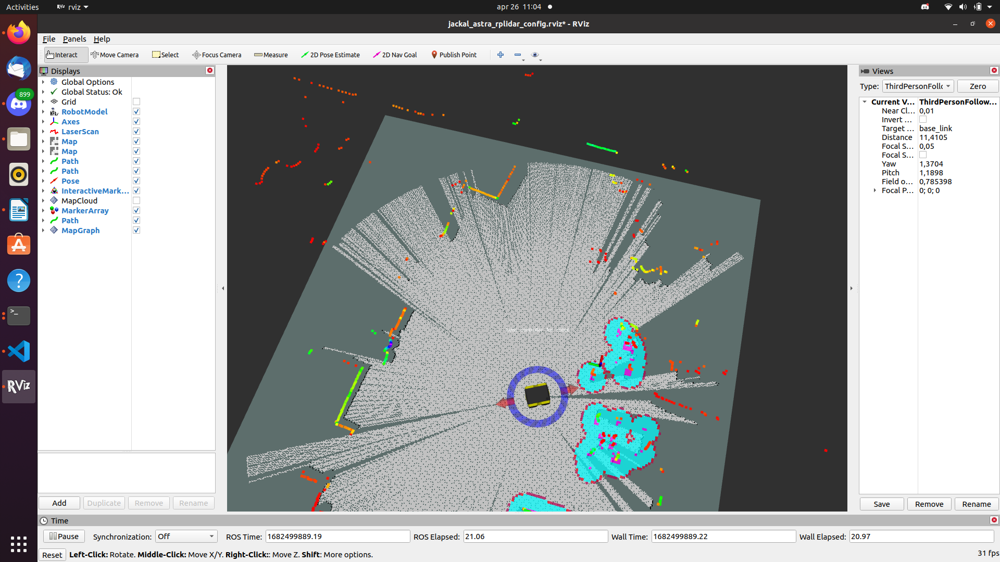 Activities
RViz rviz
apr 26 11:04
jackal_astra_rplidar_config.rviz* - RViz
File Panels Help
Interact Move Camera Select Focus Camera Measure 2D Pose Estimate 2D Nav Goal Publish Point
Displays
Global Options
Global Status: Ok
Grid
RobotModel
Axes
LaserScan
Map
Map
Path
Path
Pose
InteractiveMark...
MapCloud
MarkerArray
Path
MapGraph
Add Duplicate Remove Rename
899
>_
?
RViz
twist_controller_for_robot
Views
Type: ThirdPersonFoll Zero
Current V... ThirdPersonFollow...
Near Cl... 0,01
Invert ...
Target ... base_link
Distance 11,4105
Focal S... 0,05
Focal S...
Yaw 1,3704
Pitch 1,1898
Field o... 0,785398
Focal P... 0; 0; 0
Save Remove Rename
Time
Pause Synchronization: Off ROS Time: 1682499889.19 ROS Elapsed: 21.06 Wall Time: 1682499889.22 Wall Elapsed: 20.97
Reset Left-Click: Rotate. Middle-Click: Move X/Y. Right-Click:: Move Z. Shift: More options.
31 fps